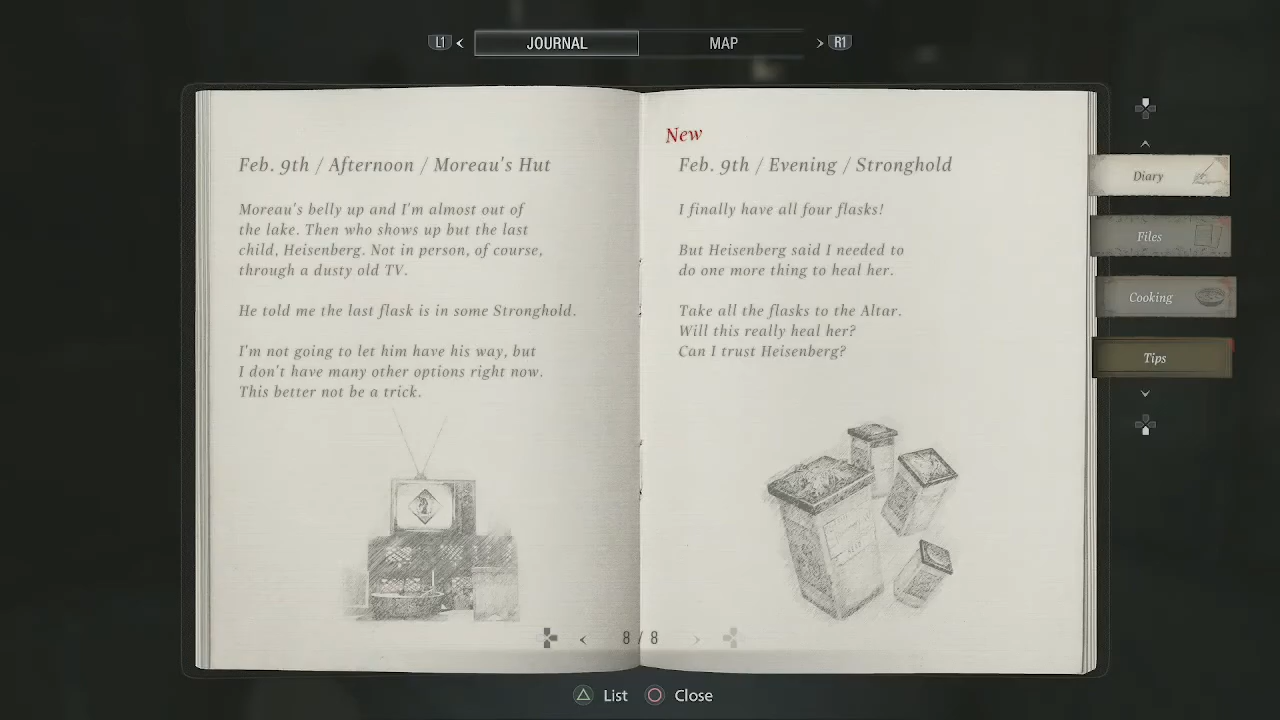 L1
JOURNAL
MAP
R1
Feb. 9th / Afternoon / Moreau's Hut
Moreau's belly up and I'm almost out of
the lake. Then who shows up but the last
child, Heisenberg. Not in person, of course,
through a dusty old TV.
He told me the last flask is in some Stronghold.
I'm not going to let him have his way, but
I don't have many other options right now.
This better not be a trick.
New
Feb. 9th / Evening / Stronghold
I finally have all four flasks!
But Heisenberg said I needed to
do one more thing to heal her.
Take all the flasks to the Altar.
Will this really heal her?
Can I trust Heisenberg?
Diary
Files
Cooking
Tips
8 / 8
List
Close